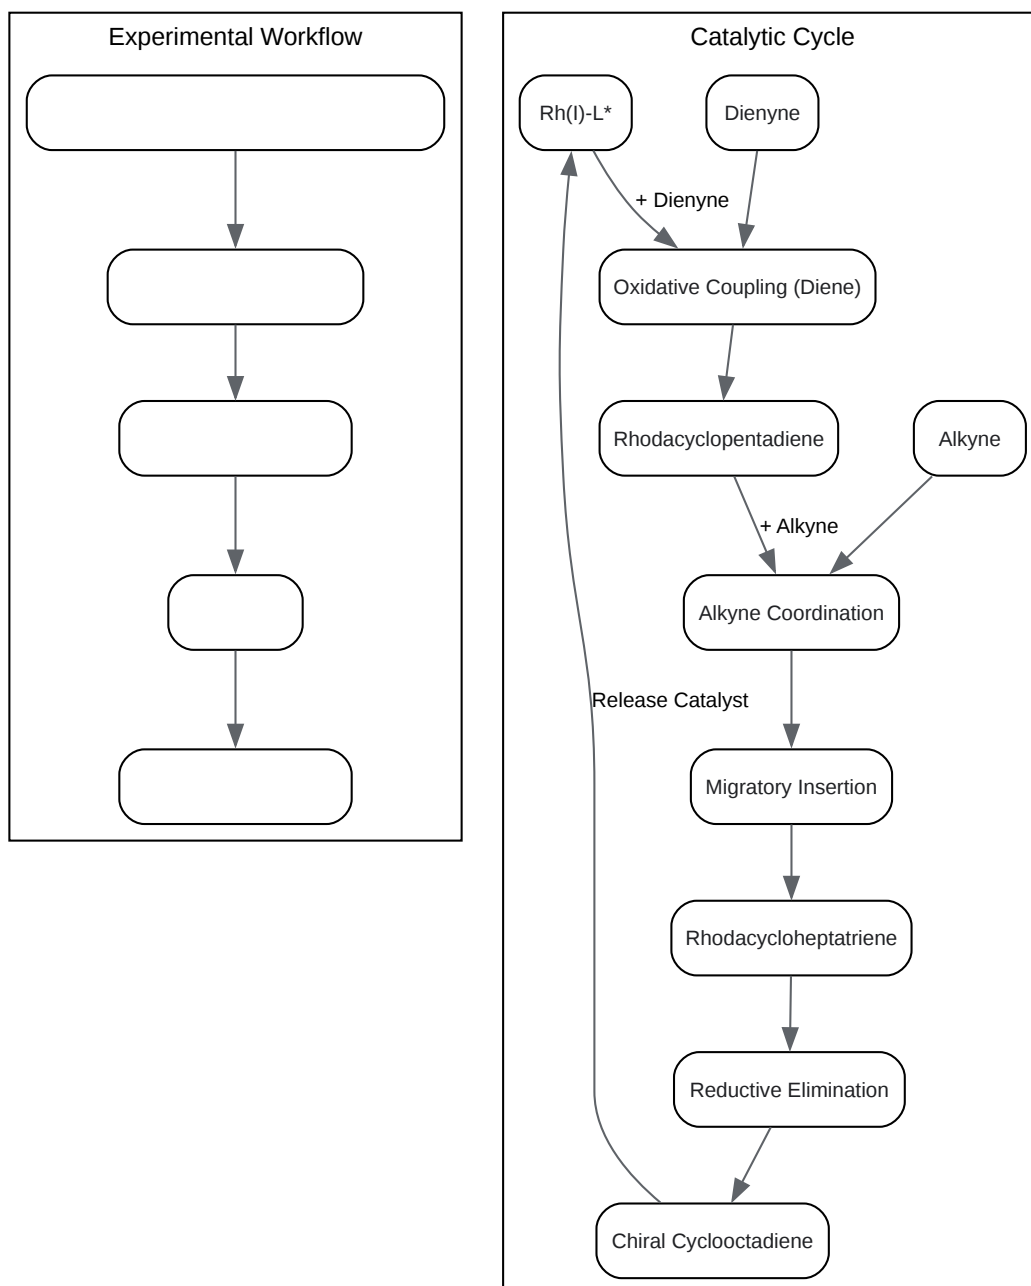 Experimental Workflow
Catalytic Cycle
Rh(I)-L*
Dienyne
+ Dienyne
Oxidative Coupling (Diene)
Rhodacyclopentadiene
Alkyne
+ Alkyne
Alkyne Coordination
Release Catalyst
Migratory Insertion
Rhodacycloheptatriene
Reductive Elimination
Chiral Cyclooctadiene